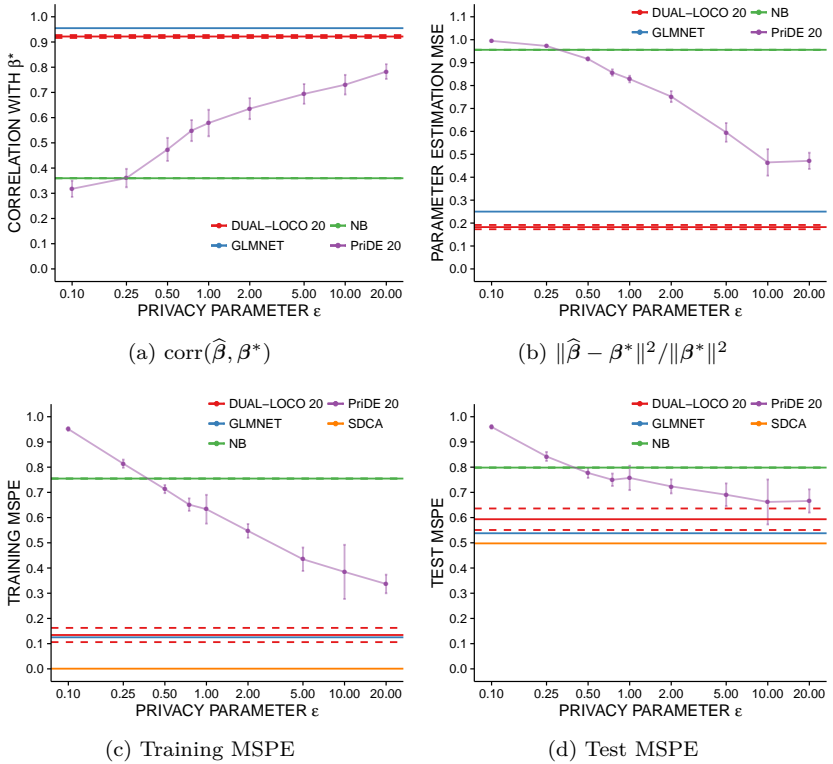 CORRELATION WITH β*
1.0
0.9
0.8
0.7
0.6
0.5
0.4
0.3
0.2
0.1
0.0
DUAL−LOCO 20
NB
GLMNET
PriDE 20
0.10 0.25 0.50 1.00 2.00 5.00 10.00 20.00
PRIVACY PARAMETER ε
(a) corr(β̂, β*)
PARAMETER ESTIMATION MSE
1.1
1.0
0.9
0.8
0.7
0.6
0.5
0.4
0.3
0.2
0.1
0.0
DUAL−LOCO 20
NB
GLMNET
PriDE 20
0.10 0.25 0.50 1.00 2.00 5.00 10.00 20.00
PRIVACY PARAMETER ε
(b) ‖β̂ − β*‖²/‖β*‖²
TRAINING MSPE
1.0
0.9
0.8
0.7
0.6
0.5
0.4
0.3
0.2
0.1
0.0
DUAL−LOCO 20
PriDE 20
GLMNET
SDCA
NB
0.10 0.25 0.50 1.00 2.00 5.00 10.00 20.00
PRIVACY PARAMETER ε
(c) Training MSPE
TEST MSPE
1.0
0.9
0.8
0.7
0.6
0.5
0.4
0.3
0.2
0.1
0.0
DUAL−LOCO 20
PriDE 20
GLMNET
SDCA
NB
0.10 0.25 0.50 1.00 2.00 5.00 10.00 20.00
PRIVACY PARAMETER ε
(d) Test MSPE